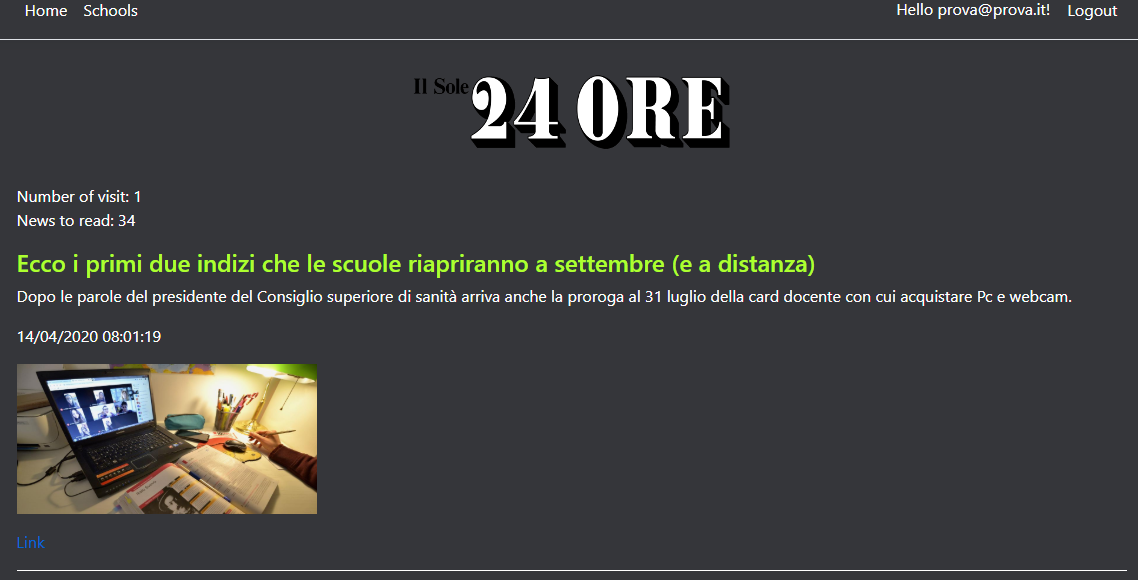 Home Schools Hello prova@prova.it! Logout
Il Sole 24 ORE
Number of visit: 1
News to read: 34
Ecco i primi due indizi che le scuole riapriranno a settembre (e a distanza)
Dopo le parole del presidente del Consiglio superiore di sanità arriva anche la proroga al 31 luglio della card docente con cui acquistare Pc e webcam.
14/04/2020 08:01:19
Link